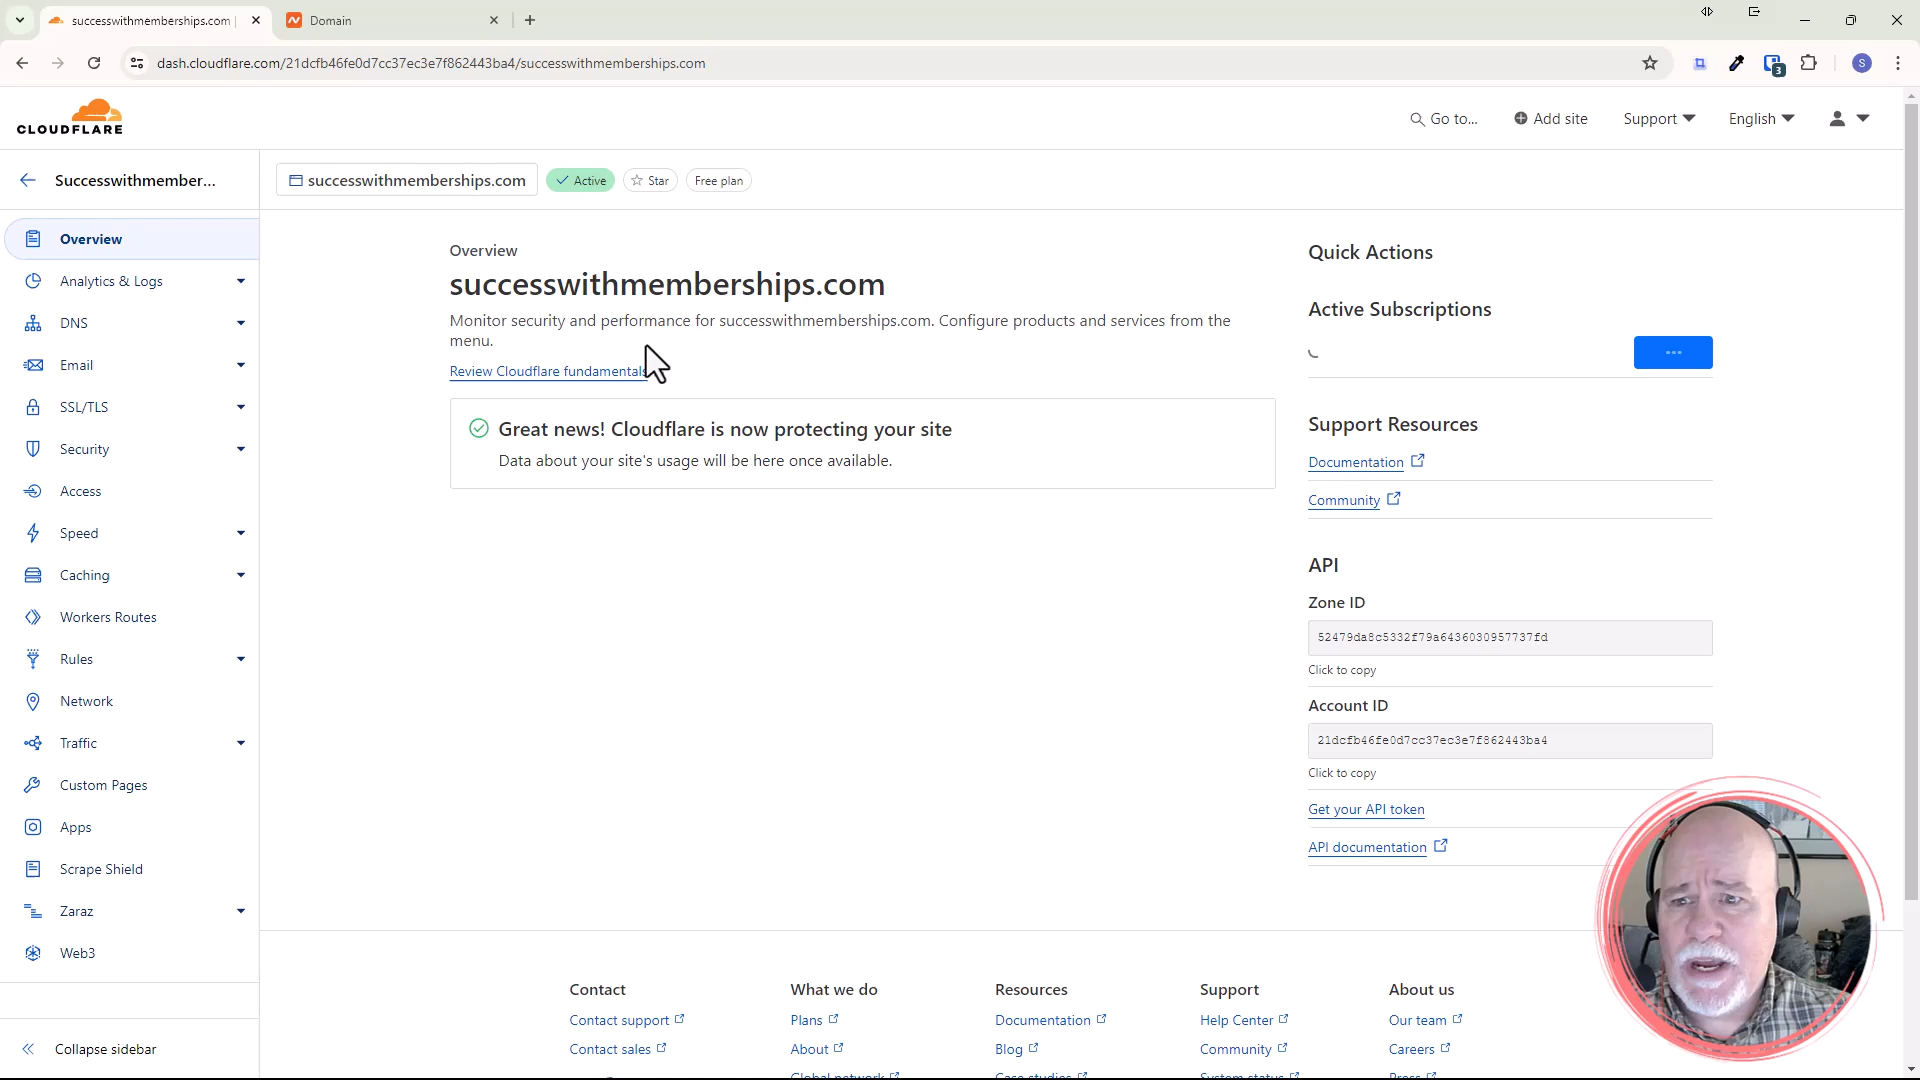 successwithmemberships.com |
Domain
dash.cloudflare.com/21dcfb46fe0d7cc37ec3e7f862443ba4/successwithmemberships.com
3
S
CLOUDFLARE
Go to...
Add site
Support
English
Successwithmember...
successwithmemberships.com
Active
Star
Free plan
Overview
Analytics & Logs
DNS
Email
SSL/TLS
Security
Access
Speed
Caching
Workers Routes
Rules
Network
Traffic
Custom Pages
Apps
Scrape Shield
Zaraz
Web3
Collapse sidebar
Overview
successwithmemberships.com
Monitor security and performance for successwithmemberships.com. Configure products and services from the
menu.
Review Cloudflare fundamentals
Great news! Cloudflare is now protecting your site
Data about your site's usage will be here once available.
Quick Actions
Active Subscriptions
Support Resources
Documentation
Community
API
Zone ID
52479da8c5332f79a6436030957737fd
Click to copy
Account ID
21dcfb46fe0d7cc37ec3e7f862443ba4
Click to copy
Get your API token
API documentation
Contact
Contact support
Contact sales
What we do
Plans
About
Global network
Resources
Documentation
Blog
Case studies
Support
Help Center
Community
System status
About us
Our team
Careers
Press